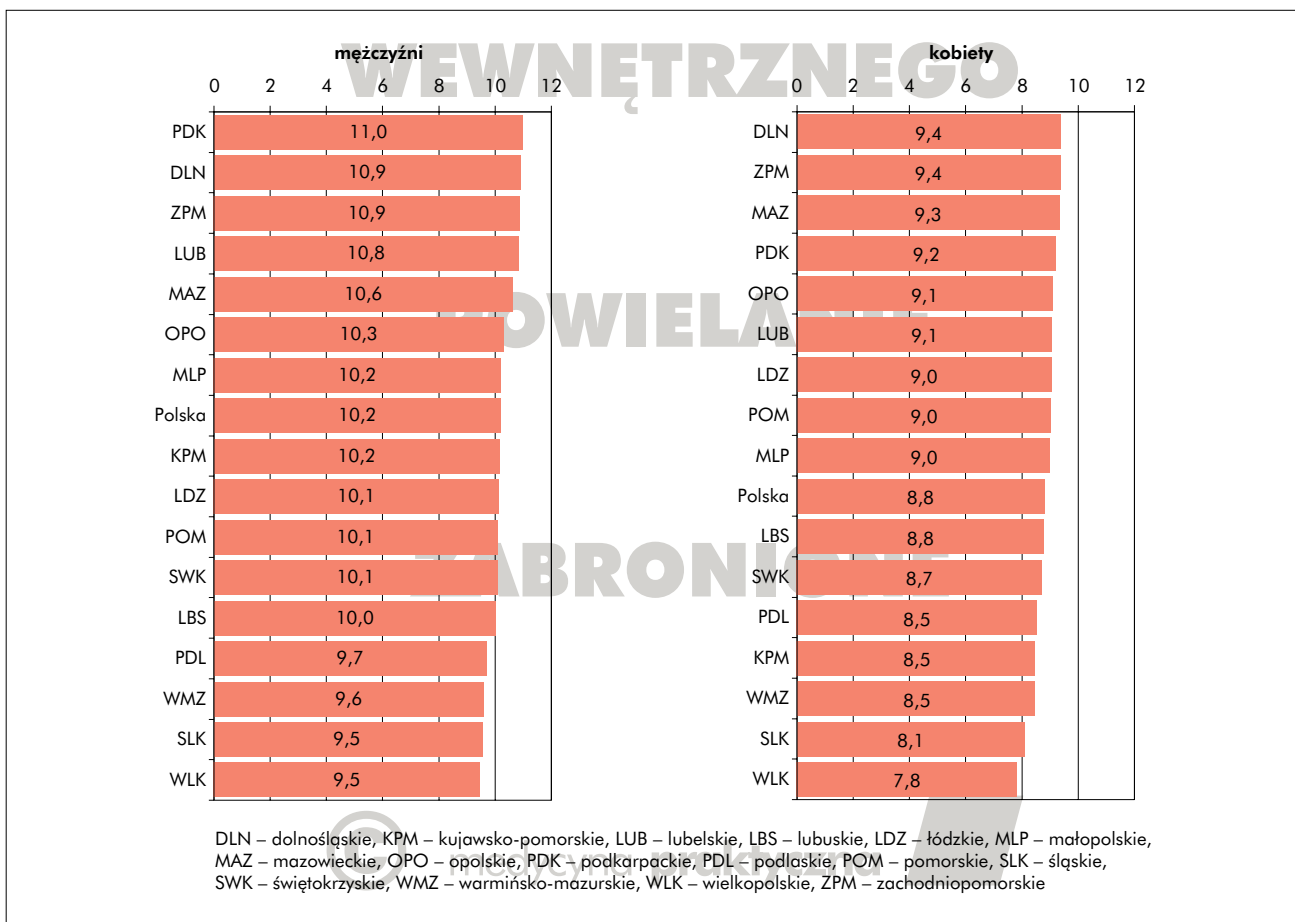 WEWNĘTRZNEGO
mężczyźni
kobiety
0 2 4 6 8 10 12
0 2 4 6 8 10 12
PDK 11,0
DLN 10,9
ZPM 10,9
LUB 10,8
MAZ 10,6
OPO 10,3
MLP 10,2
Polska 10,2
KPM 10,2
LDZ 10,1
POM 10,1
SWK 10,1
LBS 10,0
PDL 9,7
WMZ 9,6
SLK 9,5
WLK 9,5
DLN 9,4
ZPM 9,4
MAZ 9,3
PDK 9,2
OPO 9,1
LUB 9,1
LDZ 9,0
POM 9,0
MLP 9,0
Polska 8,8
LBS 8,8
SWK 8,7
PDL 8,5
KPM 8,5
WMZ 8,5
SLK 8,1
WLK 7,8
POWIELANIE
ZABRONIONE
DLN – dolnośląskie, KPM – kujawsko-pomorskie, LUB – lubelskie, LBS – lubuskie, LDZ – łódzkie, MLP – małopolskie,
MAZ – mazowieckie, OPO – opolskie, PDK – podkarpackie, PDL – podlaskie, POM – pomorskie, SLK – śląskie,
SWK – świętokrzyskie, WMZ – warmińsko-mazurskie, WLK – wielkopolskie, ZPM – zachodniopomorskie
© medycyna praktyczna